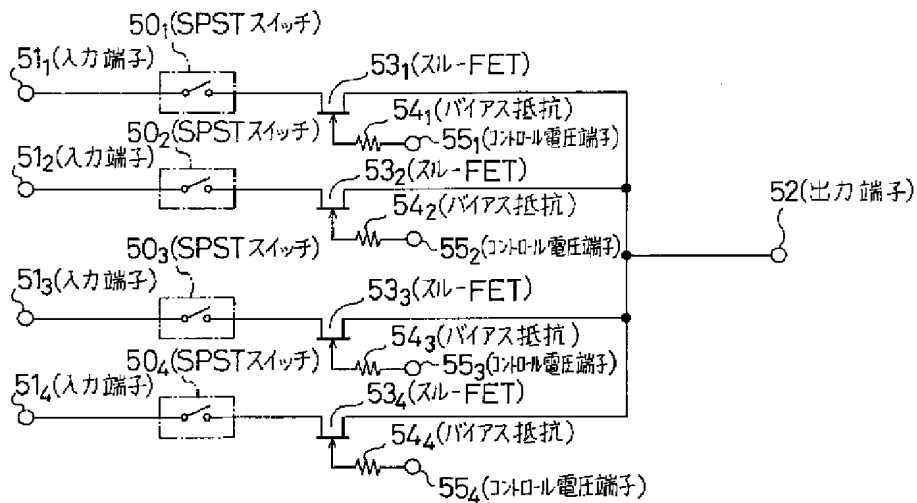 50₁(SPSTスイッチ)
51₁(入力端子)
53₁(スルーFET)
54₁(バイアス抵抗)
55₁(コントロール電圧端子)
50₂(SPSTスイッチ)
51₂(入力端子)
53₂(スルーFET)
54₂(バイアス抵抗)
55₂(コントロール電圧端子)
52(出力端子)
50₃(SPSTスイッチ)
51₃(入力端子)
53₃(スルーFET)
54₃(バイアス抵抗)
55₃(コントロール電圧端子)
50₄(SPSTスイッチ)
51₄(入力端子)
53₄(スルーFET)
54₄(バイアス抵抗)
55₄(コントロール電圧端子)